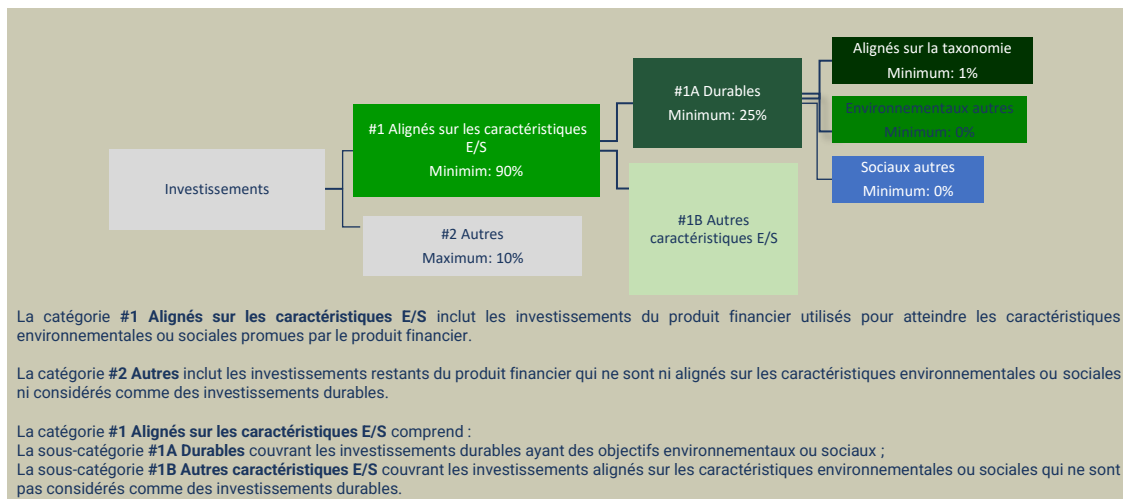 Investissements
#1 Alignés sur les caractéristiques
E/S
Minimim: 90%
#2 Autres
Maximum: 10%
#1A Durables
Minimum: 25%
#1B Autres
caractéristiques E/S
Alignés sur la taxonomie
Minimum: 1%
Environnementaux autres
Minimum: 0%
Sociaux autres
Minimum: 0%
La catégorie #1 Alignés sur les caractéristiques E/S inclut les investissements du produit financier utilisés pour atteindre les caractéristiques
environnementales ou sociales promues par le produit financier.
La catégorie #2 Autres inclut les investissements restants du produit financier qui ne sont ni alignés sur les caractéristiques environnementales ou sociales
ni considérés comme des investissements durables.
La catégorie #1 Alignés sur les caractéristiques E/S comprend :
La sous-catégorie #1A Durables couvrant les investissements durables ayant des objectifs environnementaux ou sociaux ;
La sous-catégorie #1B Autres caractéristiques E/S couvrant les investissements alignés sur les caractéristiques environnementales ou sociales qui ne sont
pas considérés comme des investissements durables.